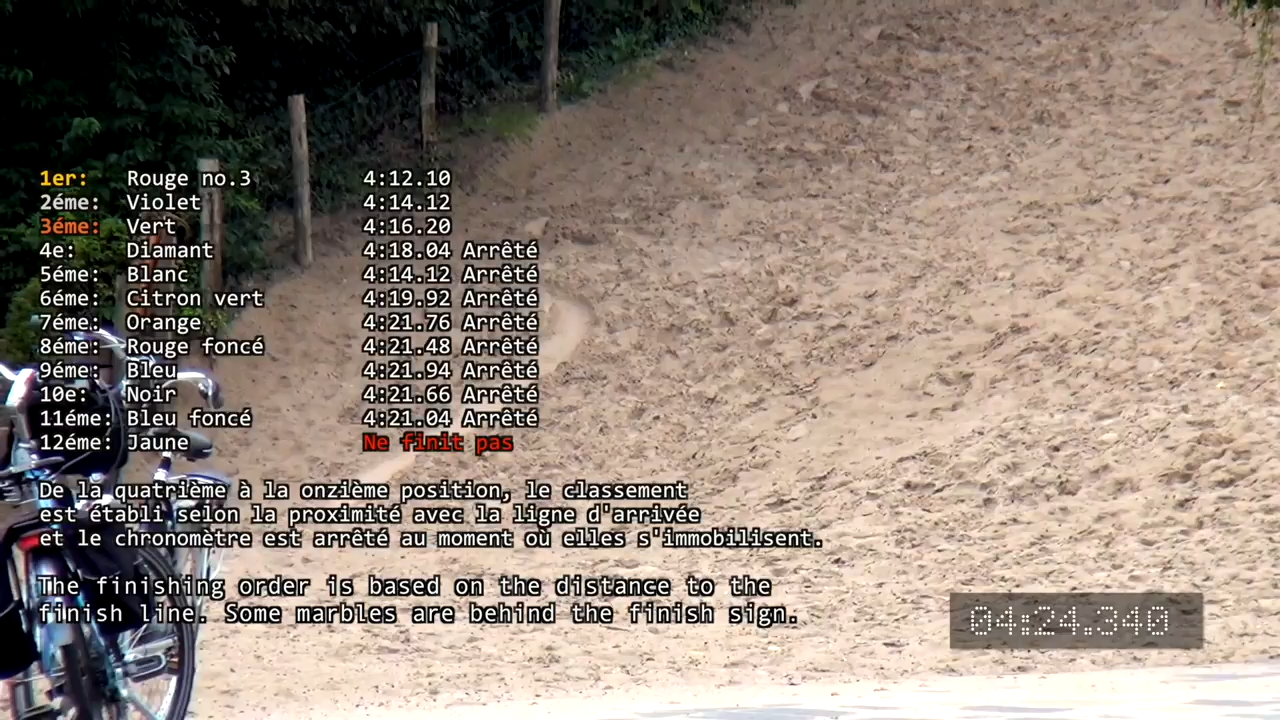 1er: Rouge no.3 4:12.10
2éme: Violet 4:14.12
3éme: Vert 4:16.20
4e: Diamant 4:18.04 Arrêté
5éme: Blanc 4:14.12 Arrêté
6éme: Citron vert 4:19.92 Arrêté
7éme: Orange 4:21.76 Arrêté
8éme: Rouge foncé 4:21.48 Arrêté
9éme: Bleu 4:21.94 Arrêté
10e: Noir 4:21.66 Arrêté
11éme: Bleu foncé 4:21.04 Arrêté
12éme: Jaune Ne finit pas
De la quatrième à la onzième position, le classement
est établi selon la proximité avec la ligne d'arrivée
et le chronomètre est arrêté au moment où elles s'immobilisent.
The finishing order is based on the distance to the
finish line. Some marbles are behind the finish sign.
04:24.340